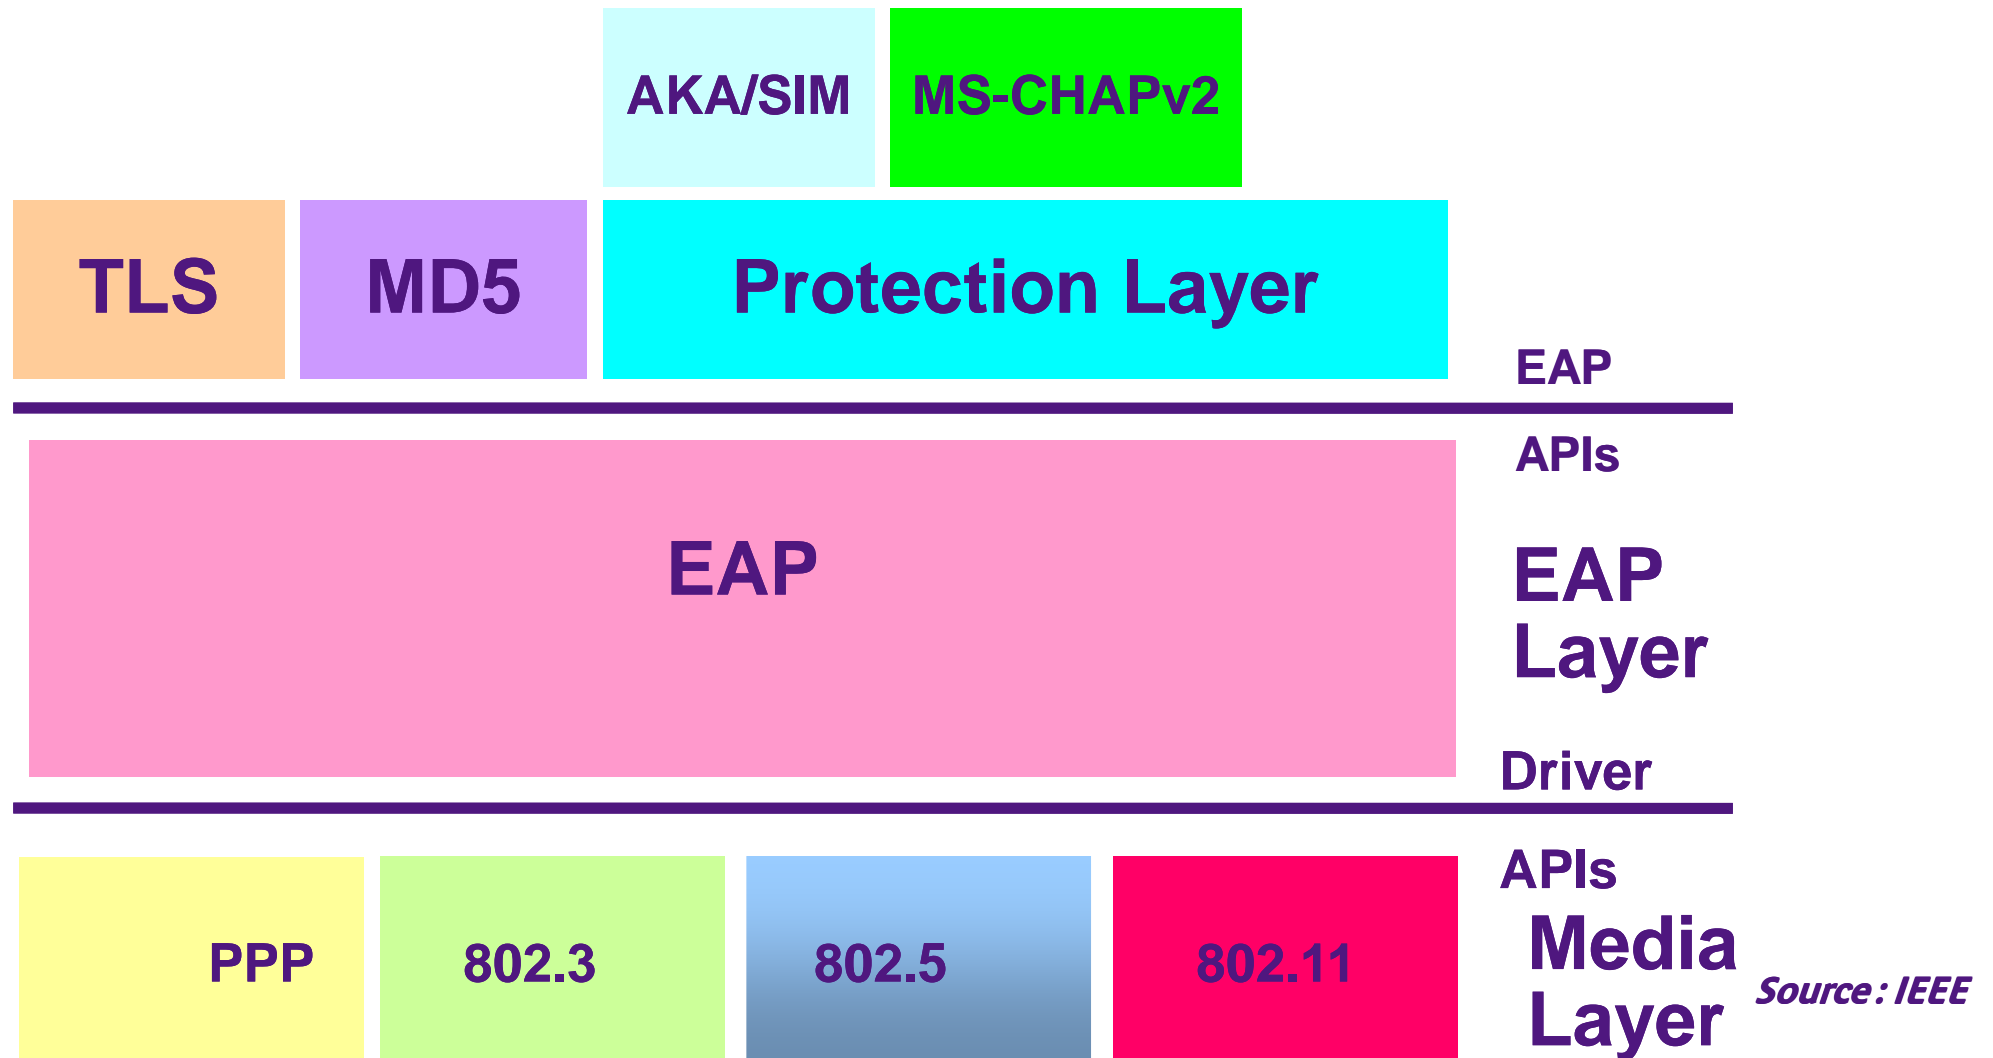 AKA/SIM
MS-CHAPv2
TLS
MD5
Protection Layer
EAP
APIs
EAP
EAP
Layer
Driver
APIs
PPP
802.3
802.5
802.11
Media
Layer
Source : IEEE